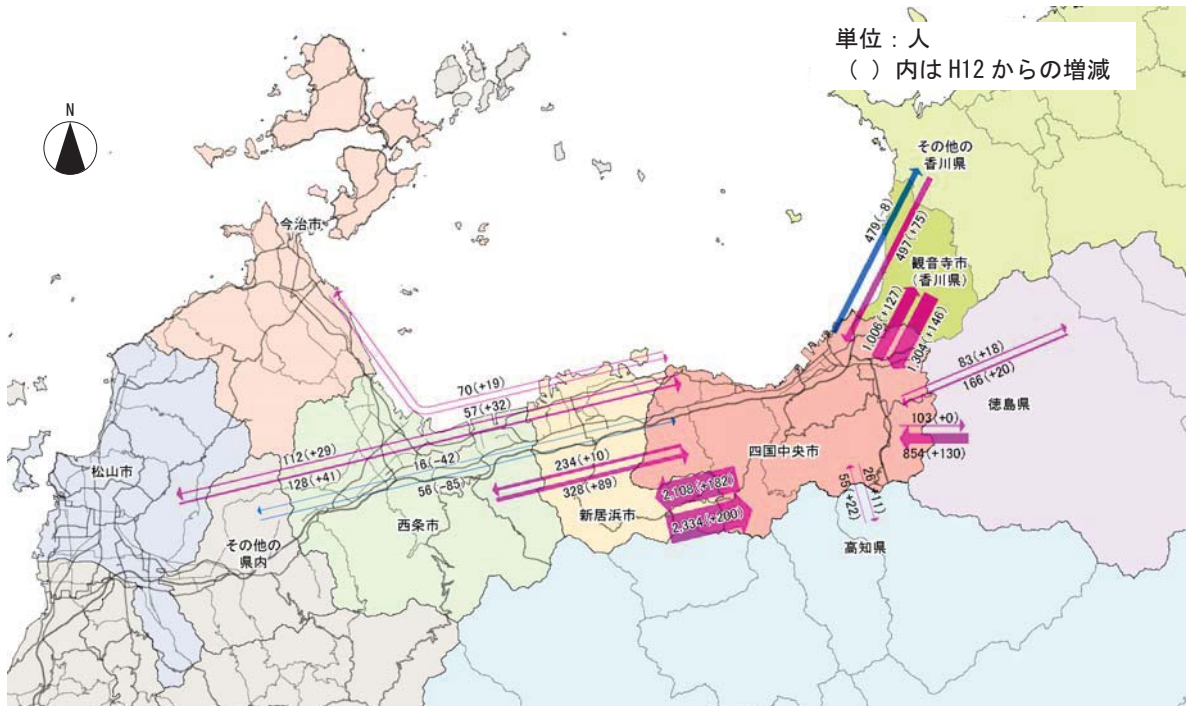 単位：人
（ ）内はH12からの増減
N
その他の
香川県
479(-8)
497(+75)
観音寺市
(香川県)
1,006(+127)
1,304(+146)
今治市
83(+18)
166(+20)
徳島県
70(+19)
57(+32)
103(+0)
854(+130)
112(+29)
128(+41)
松山市
16(-42)
56(-85)
234(+10)
328(+89)
四国中央市
2,108(+182)
2,334(+200)
新居浜市
西条市
その他の
県内
58(+22)
高知県